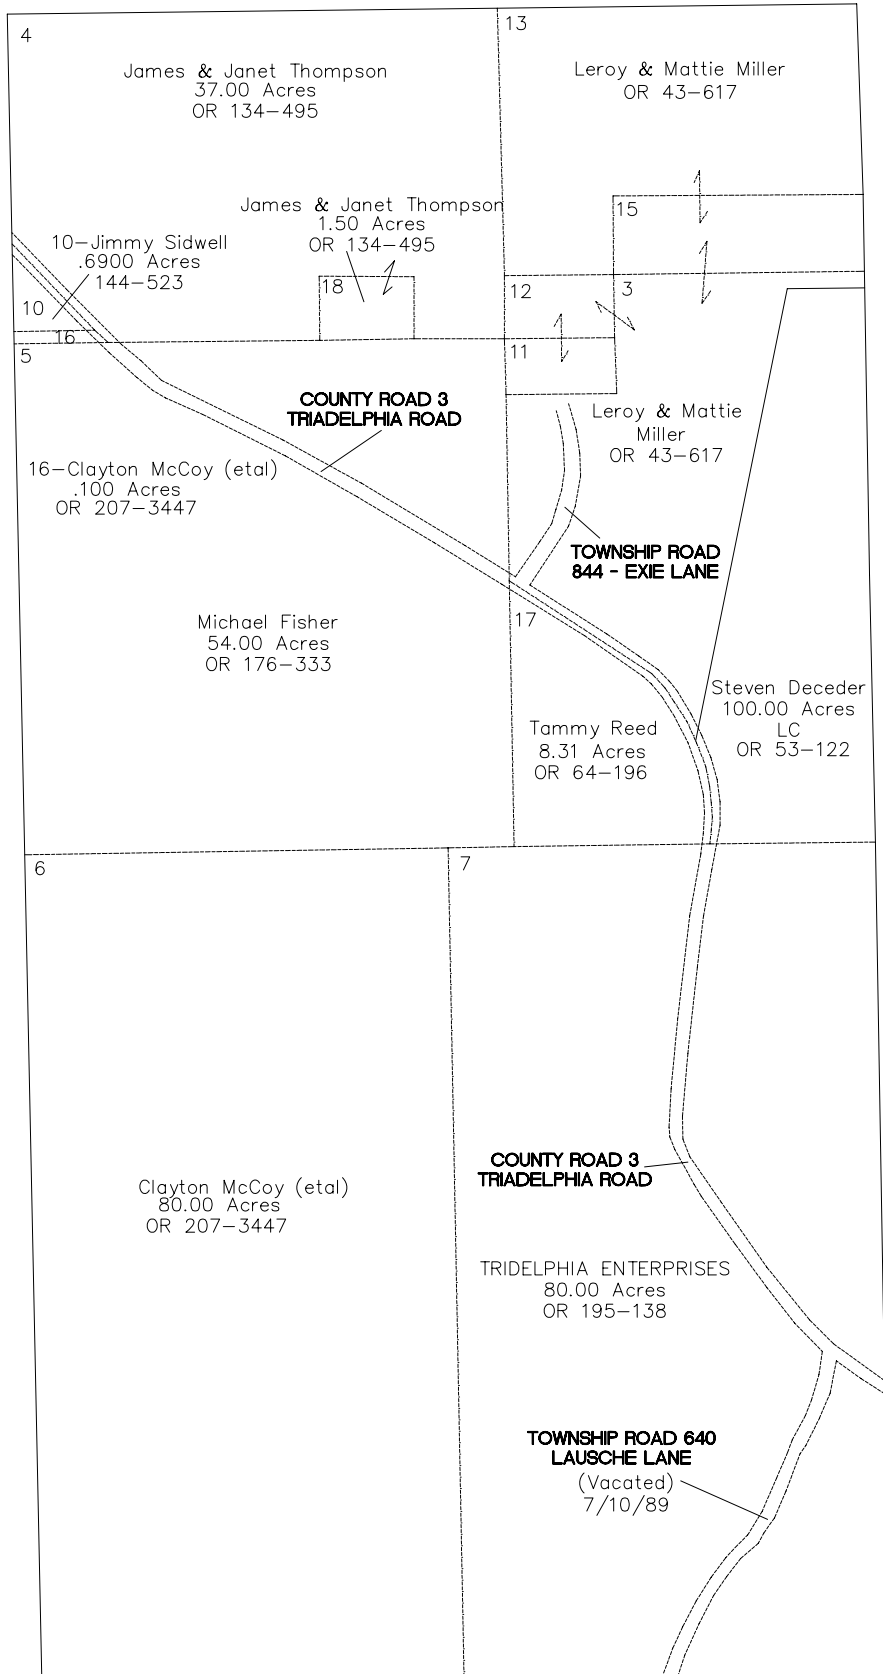 4
13
James & Janet Thompson
37.00 Acres
OR 134-495
Leroy & Mattie Miller
OR 43-617
James & Janet Thompson
1.50 Acres
OR 134-495
15
10-Jimmy Sidwell
.6900 Acres
144-523
18
12
3
10
16
5
11
COUNTY ROAD 3
TRIADELPHIA ROAD
Leroy & Mattie
Miller
OR 43-617
16-Clayton McCoy (etal)
.100 Acres
OR 207-3447
TOWNSHIP ROAD
844 - EXIE LANE
17
Michael Fisher
54.00 Acres
OR 176-333
Steven Deceder
100.00 Acres
LC
OR 53-122
Tammy Reed
8.31 Acres
OR 64-196
6
7
COUNTY ROAD 3
TRIADELPHIA ROAD
Clayton McCoy (etal)
80.00 Acres
OR 207-3447
TRIDELPHIA ENTERPRISES
80.00 Acres
OR 195-138
TOWNSHIP ROAD 640
LAUSCHE LANE
(Vacated)
7/10/89